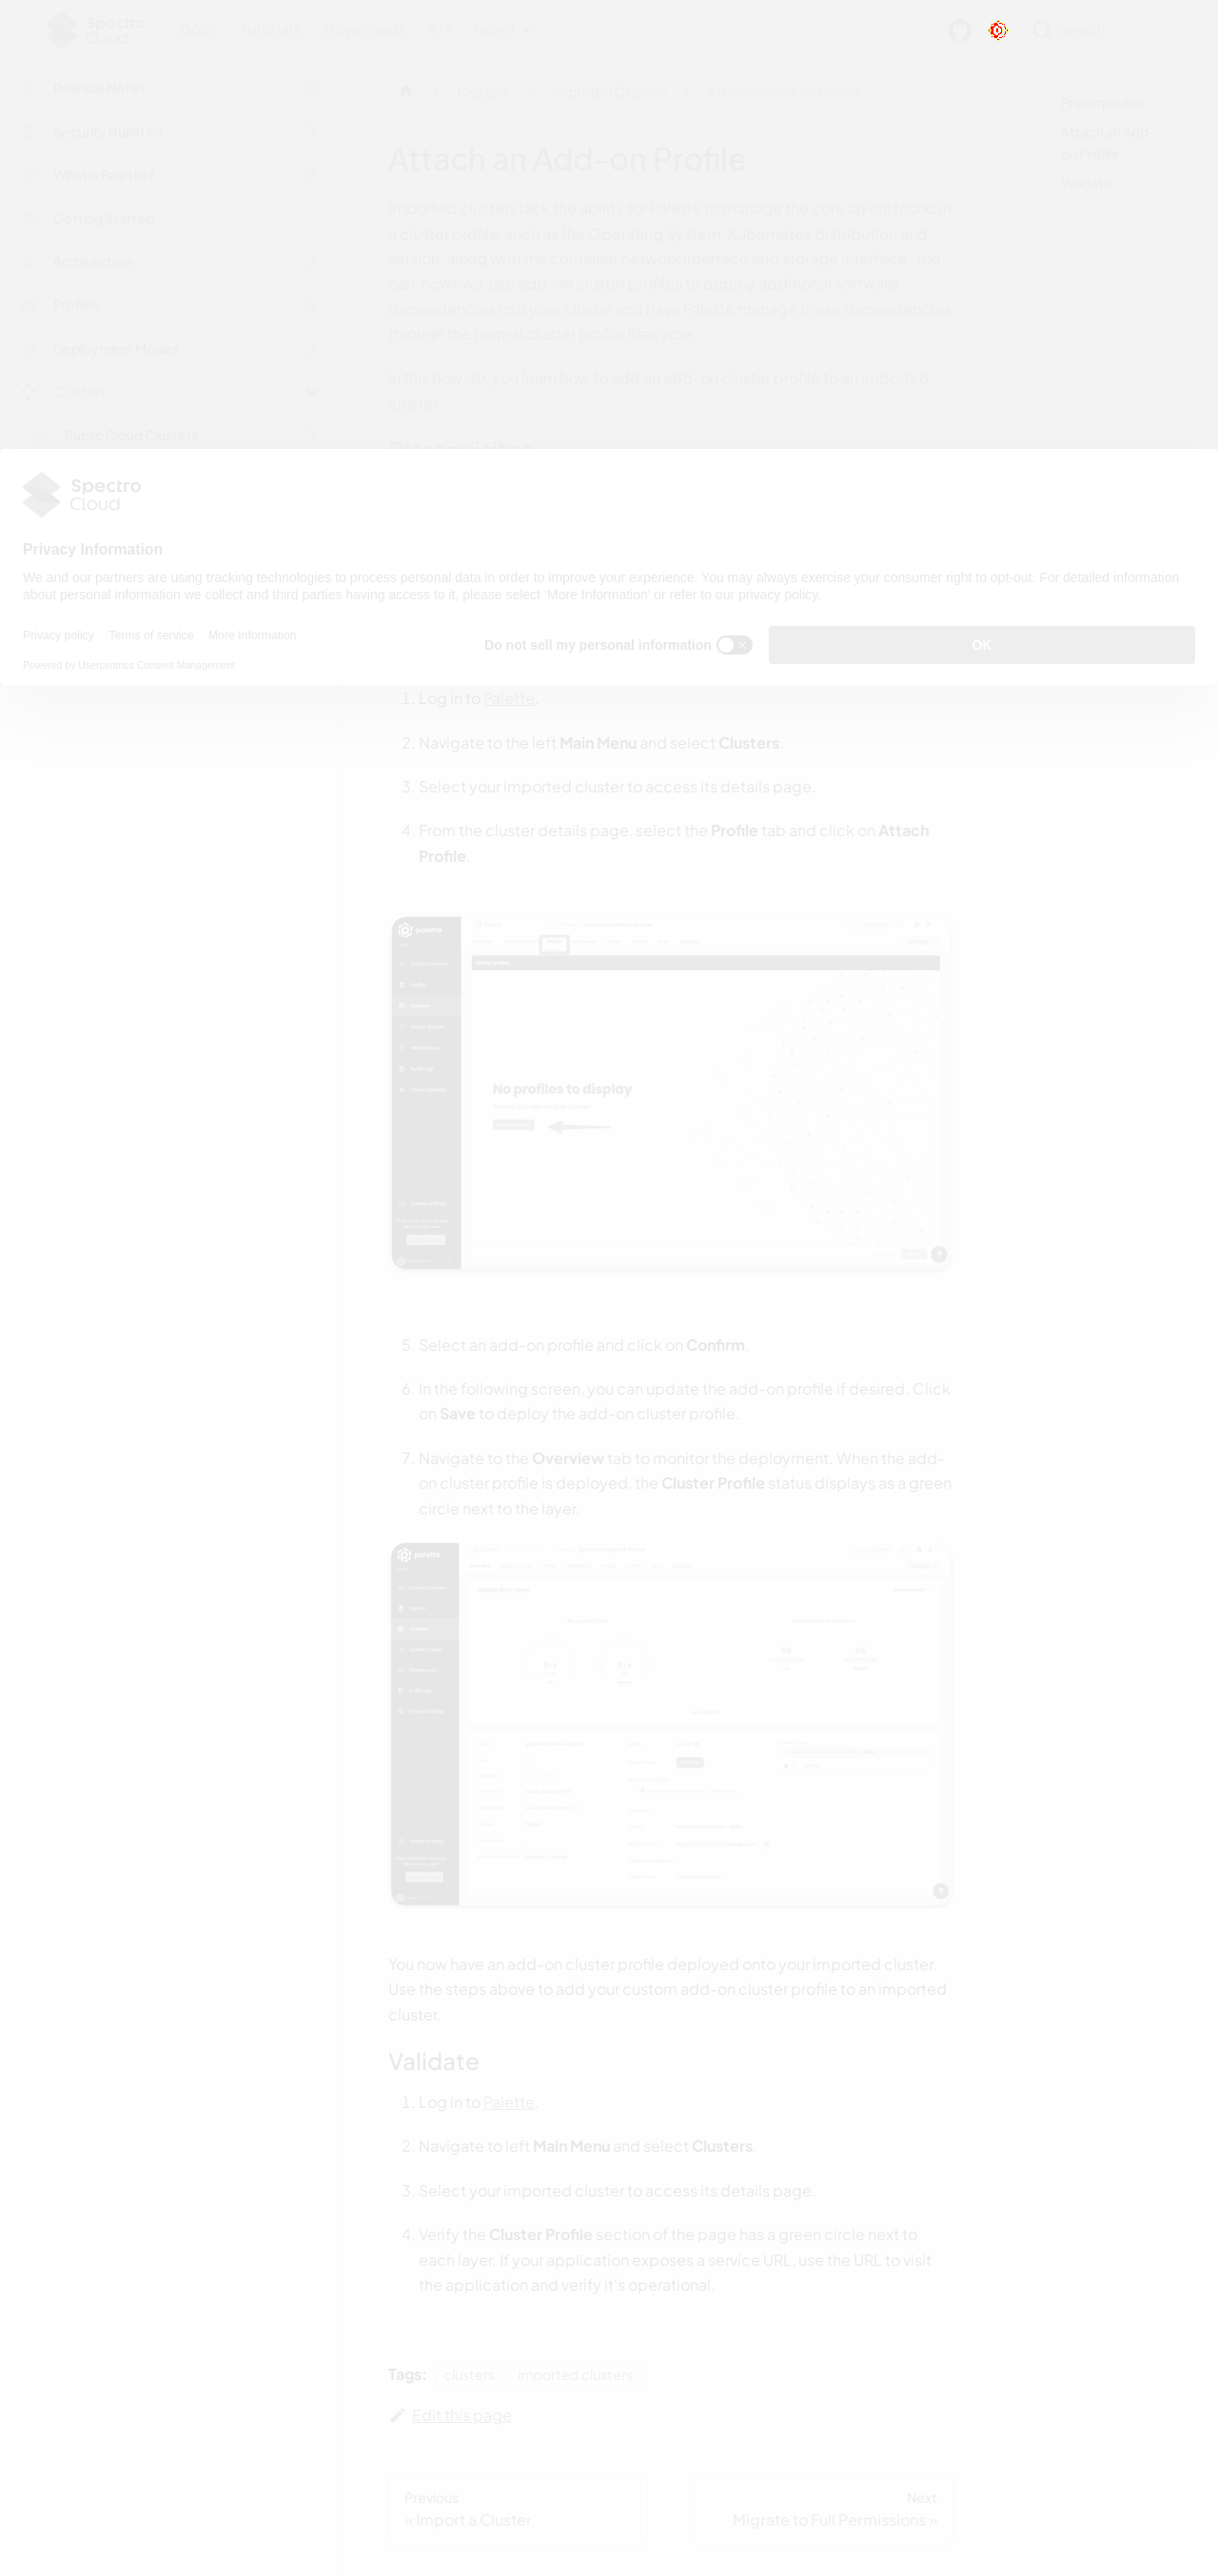 Spectro
Cloud
Docs
Tutorials
Downloads
API
latest
Search
Release Notes
Security Bulletins
What is Palette?
Getting Started
Architecture
Profiles
Deployment Modes
Clusters
Public Cloud Clusters
Clusters
Imported Clusters
Attach an Add-on Profile
Prerequisites
Attach an Add-
on Profile
Validate
Attach an Add-on Profile
Imported clusters lack the ability for Palette to manage the core layers found in
a cluster profile, such as the Operating System, Kubernetes distribution and
version, along with the container network interface and storage interface. You
can, however, use add-on cluster profiles to deploy additional software
dependencies into your cluster and have Palette manage these dependencies
through the normal cluster profile lifecycle.
In this how-to, you learn how to add an add-on cluster profile to an imported
cluster.
Prerequisites
Spectro
Cloud
Privacy Information
We and our partners are using tracking technologies to process personal data in order to improve your experience. You may always exercise your consumer right to opt-out. For detailed information
about personal information we collect and third parties having access to it, please select ‘More Information’ or refer to our privacy policy.
Privacy policy
Terms of service
More Information
Powered by Usercentrics Consent Management
Do not sell my personal information
OK
1. Log in to Palette.
2. Navigate to the left Main Menu and select Clusters.
3. Select your imported cluster to access its details page.
4. From the cluster details page, select the Profile tab and click on Attach
Profile.
palette
No profiles to display
5. Select an add-on profile and click on Confirm.
6. In the following screen, you can update the add-on profile if desired. Click
on Save to deploy the add-on cluster profile.
7. Navigate to the Overview tab to monitor the deployment. When the add-
on cluster profile is deployed, the Cluster Profile status displays as a green
circle next to the layer.
palette
You now have an add-on cluster profile deployed onto your imported cluster.
Use the steps above to add your custom add-on cluster profile to an imported
cluster.
Validate
1. Log in to Palette.
2. Navigate to left Main Menu and select Clusters.
3. Select your imported cluster to access its details page.
4. Verify the Cluster Profile section of the page has a green circle next to
each layer. If your application exposes a service URL, use the URL to visit
the application and verify it's operational.
Tags:
clusters
imported clusters
Edit this page
Previous
« Import a Cluster
Next
Migrate to Full Permissions »